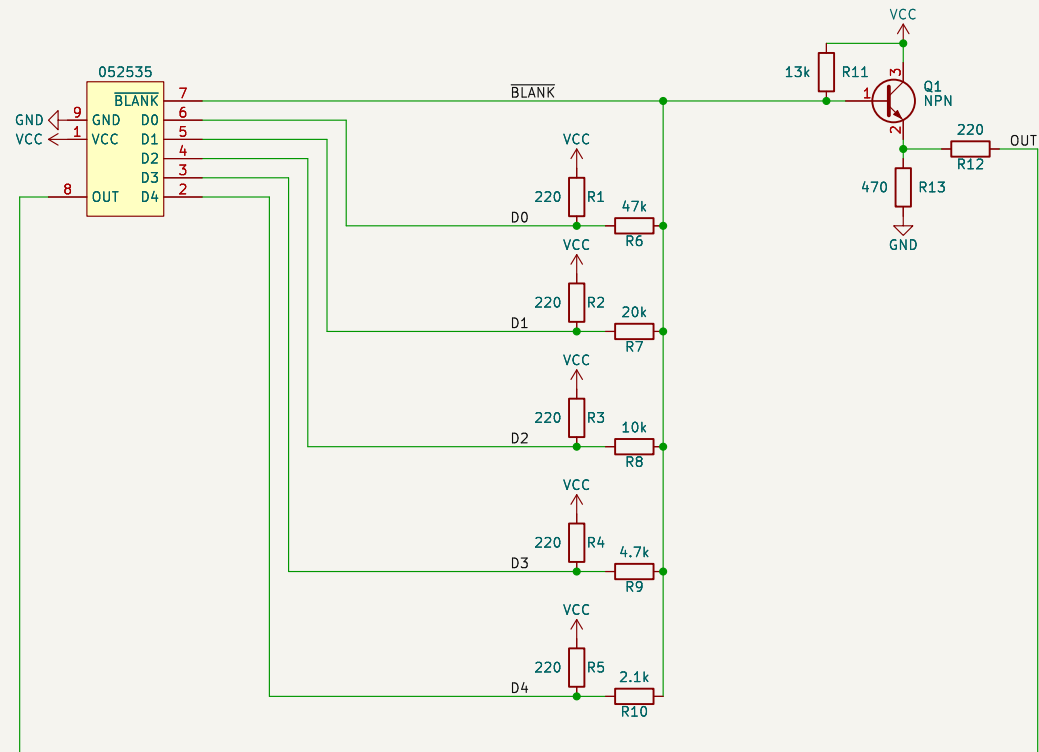 VCC
052535
13k R11
3
Q1
NPN
1
2
BLANK 7
BLANK
GND 9 GND D0 6
VCC 1 VCC D1 5
D2 4
D3 3
8 OUT D4 2
220
R12
OUT
470 R13
GND
VCC
220 R1
D0
47k
R6
VCC
220 R2
D1
20k
R7
VCC
220 R3
D2
10k
R8
VCC
220 R4
D3
4.7k
R9
VCC
220 R5
D4
2.1k
R10